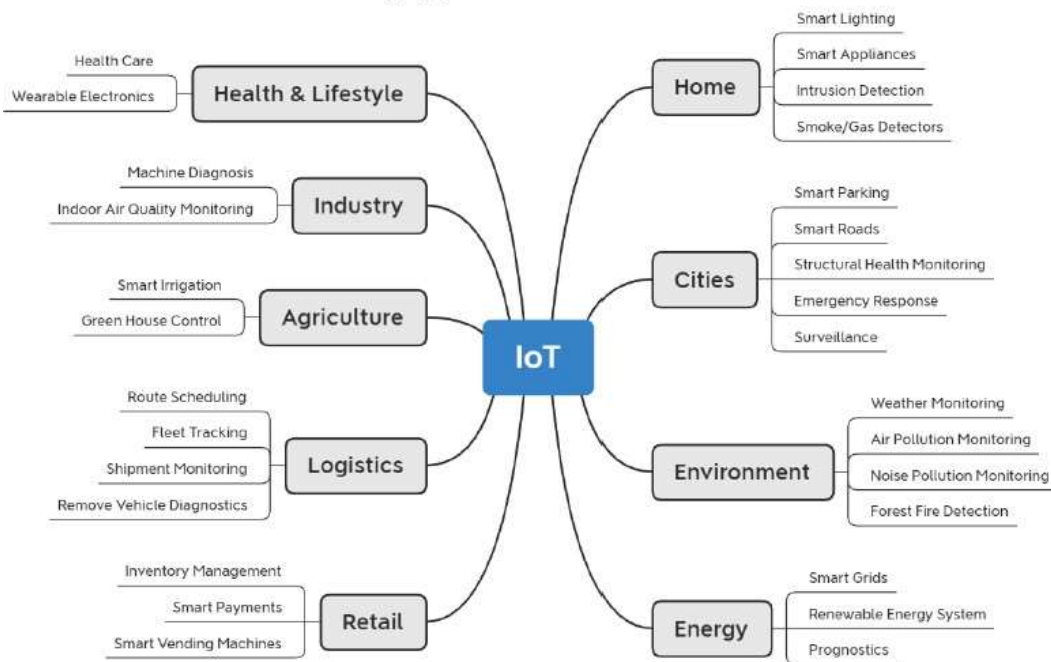 Health Care
Wearable Electronics
Health & Lifestyle
Machine Diagnosis
Indoor Air Quality Monitoring
Industry
Smart Irrigation
Green House Control
Agriculture
Route Scheduling
Fleet Tracking
Shipment Monitoring
Remove Vehicle Diagnostics
Logistics
Inventory Management
Smart Payments
Smart Vending Machines
Retail
IoT
Home
Smart Lighting
Smart Appliances
Intrusion Detection
Smoke/Gas Detectors
Cities
Smart Parking
Smart Roads
Structural Health Monitoring
Emergency Response
Surveillance
Environment
Weather Monitoring
Air Pollution Monitoring
Noise Pollution Monitoring
Forest Fire Detection
Energy
Smart Grids
Renewable Energy System
Prognostics